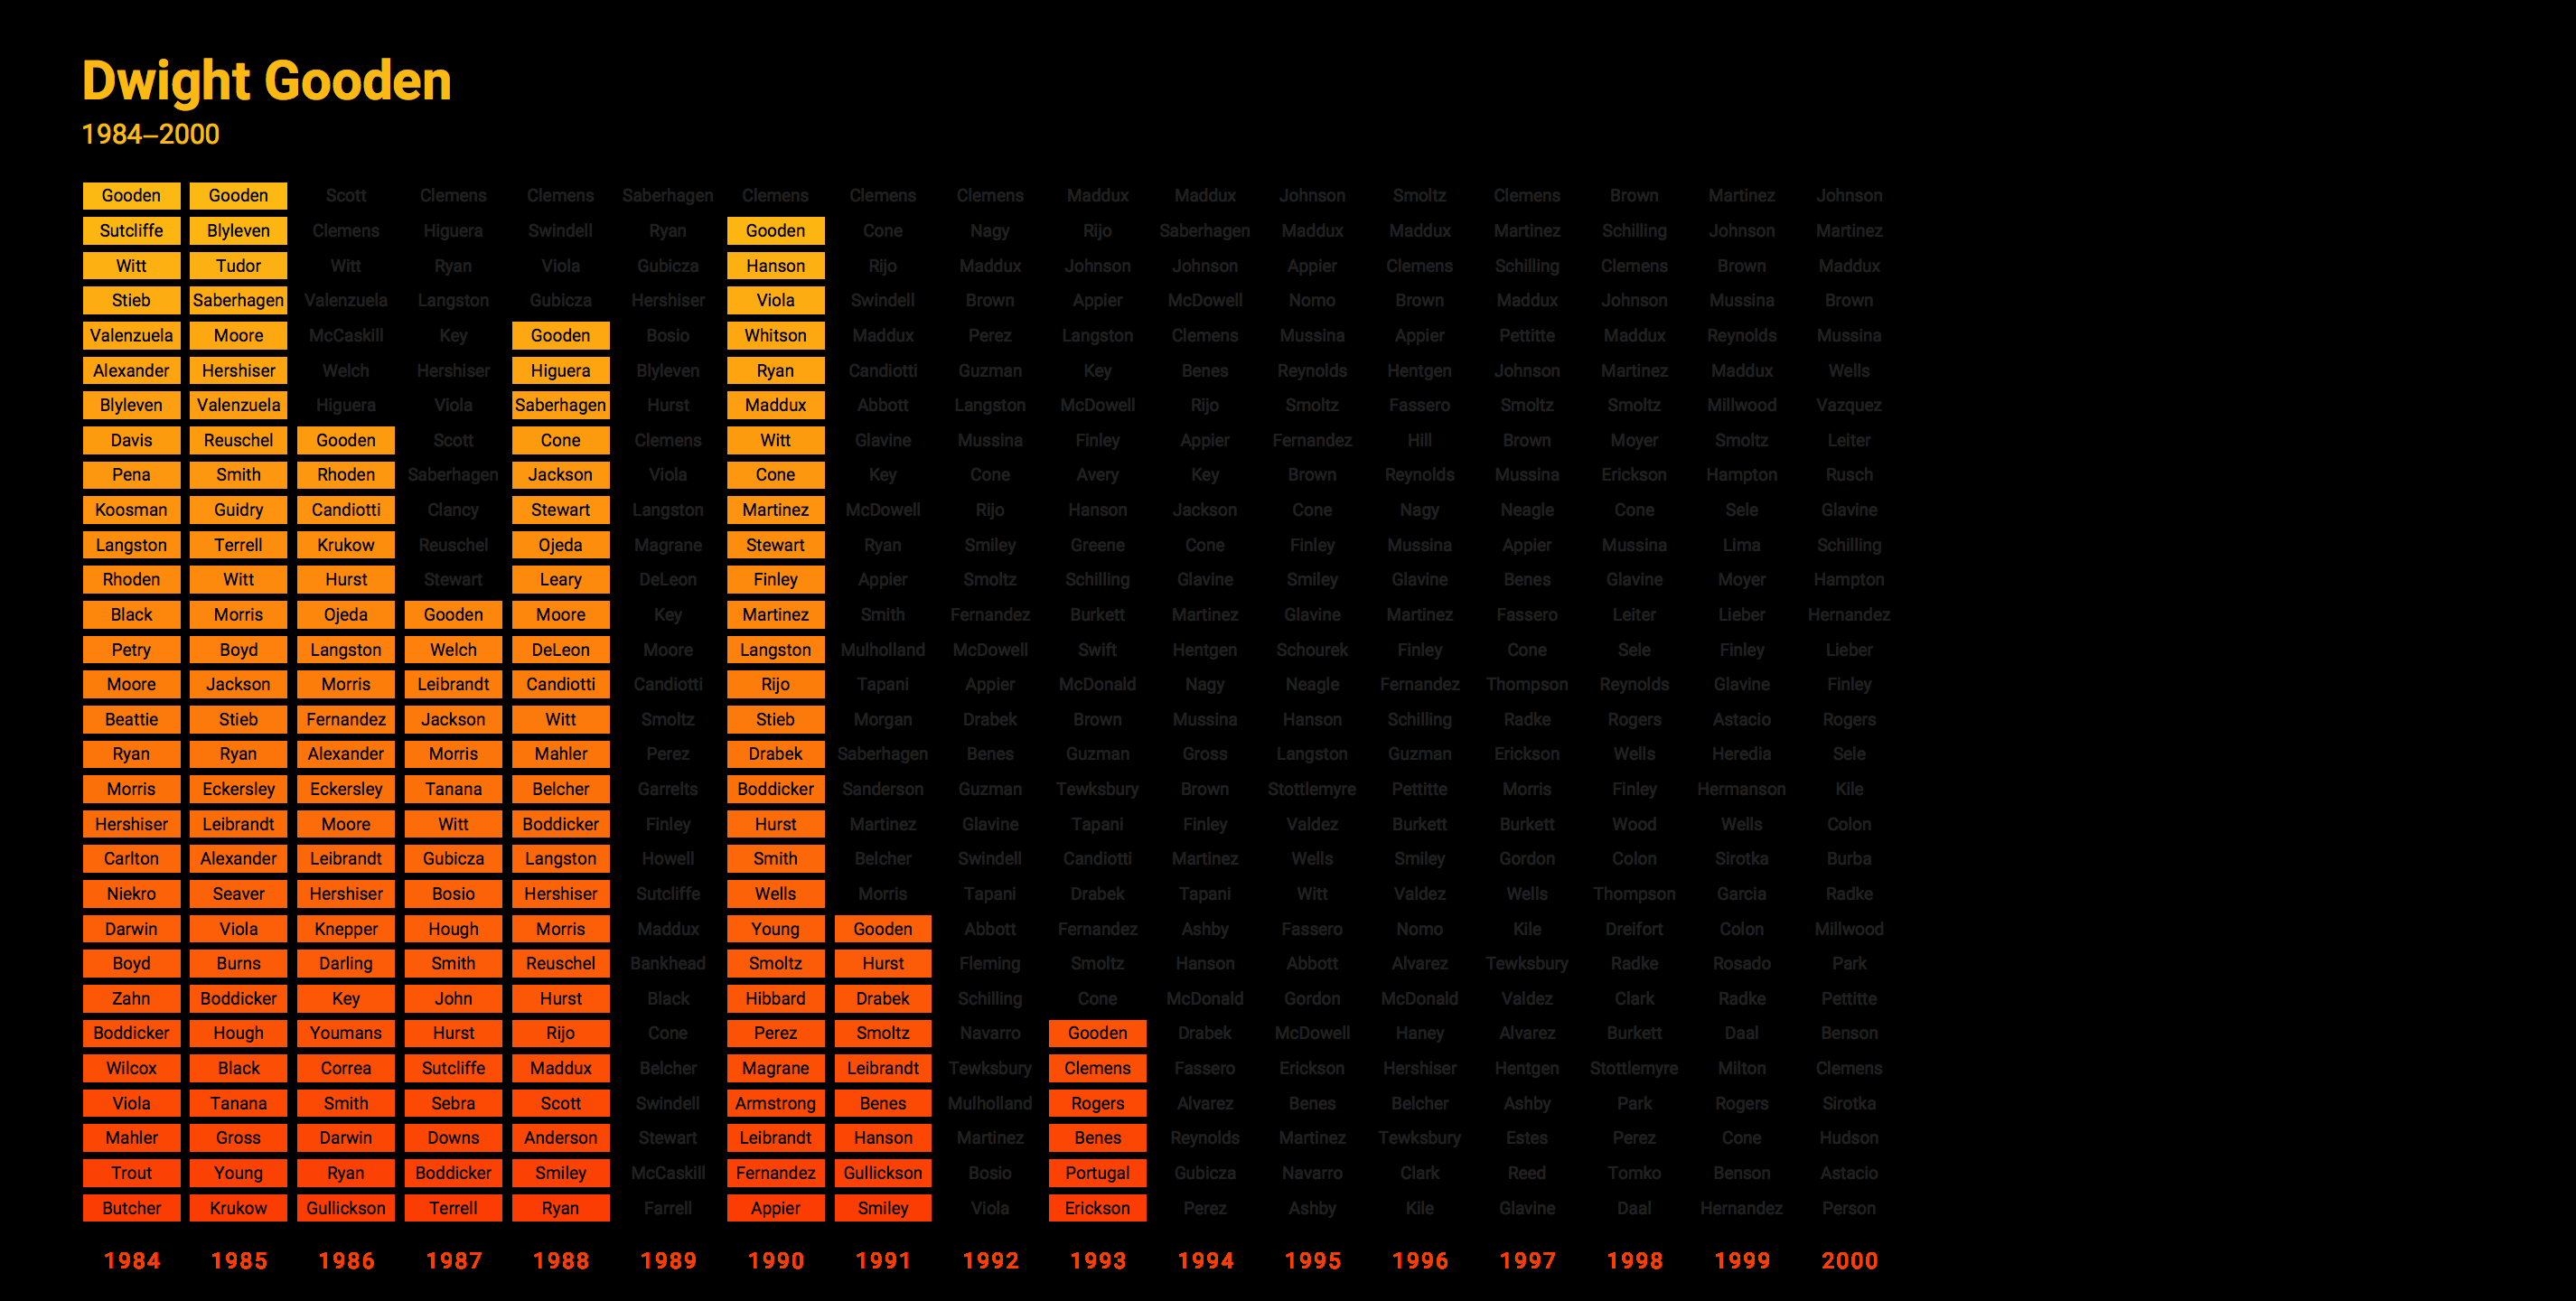 Dwight Gooden
1984–2000
Gooden Gooden Scott Clemens Clemens Saberhagen Clemens Clemens Clemens Maddux Maddux Johnson Smoltz Clemens Brown Martinez Johnson
Sutcliffe Blyleven Clemens Higuera Swindell Ryan Gooden Cone Nagy Rijo Saberhagen Maddux Maddux Martinez Schilling Johnson Martinez
Witt Tudor Witt Ryan Viola Gubicza Hanson Rijo Maddux Johnson Johnson Appier Clemens Schilling Clemens Brown Maddux
Stieb Saberhagen Valenzuela Langston Gubicza Hershiser Viola Swindell Brown Appier McDowell Nomo Brown Maddux Johnson Mussina Brown
Valenzuela Moore McCaskill Key Gooden Bosio Whitson Maddux Perez Langston Clemens Mussina Appier Pettitte Maddux Reynolds Mussina
Alexander Hershiser Welch Hershiser Higuera Blyleven Ryan Candiotti Guzman Key Benes Reynolds Hentgen Johnson Martinez Maddux Wells
Blyleven Valenzuela Higuera Viola Saberhagen Hurst Maddux Abbott Langston McDowell Rijo Smoltz Fassero Smoltz Smoltz Millwood Vazquez
Davis Reuschel Gooden Scott Cone Clemens Witt Glavine Mussina Finley Appier Fernandez Hill Brown Moyer Smoltz Leiter
Pena Smith Rhoden Saberhagen Jackson Viola Cone Key Cone Avery Key Brown Reynolds Mussina Erickson Hampton Rusch
Koosman Guidry Candiotti Clancy Stewart Langston Martinez McDowell Rijo Hanson Jackson Cone Nagy Neagle Cone Sele Glavine
Langston Terrell Krukow Reuschel Ojeda Magrane Stewart Ryan Smiley Greene Cone Finley Mussina Appier Mussina Lima Schilling
Rhoden Witt Hurst Stewart Leary DeLeon Finley Appier Smoltz Schilling Glavine Smiley Glavine Benes Glavine Moyer Hampton
Black Morris Ojeda Gooden Moore Key Martinez Smith Fernandez Burkett Martinez Glavine Martinez Fassero Leiter Lieber Hernandez
Petry Boyd Langston Welch DeLeon Moore Langston Mulholland McDowell Swift Hentgen Schourek Finley Cone Sele Finley Lieber
Moore Jackson Morris Leibrandt Candiotti Candiotti Rijo Tapani Appier McDonald Nagy Neagle Fernandez Thompson Reynolds Glavine Finley
Beattie Stieb Fernandez Jackson Witt Smoltz Stieb Morgan Drabek Brown Mussina Hanson Schilling Radke Rogers Astacio Rogers
Ryan Ryan Alexander Morris Mahler Perez Drabek Saberhagen Benes Guzman Gross Langston Guzman Erickson Wells Heredia Sele
Morris Eckersley Eckersley Tanana Belcher Garrelts Boddicker Sanderson Guzman Tewksbury Brown Stottlemyre Pettitte Morris Finley Hermanson Kile
Hershiser Leibrandt Moore Witt Boddicker Finley Hurst Martinez Glavine Tapani Finley Valdez Burkett Burkett Wood Wells Colon
Carlton Alexander Leibrandt Gubicza Langston Howell Smith Belcher Swindell Candiotti Martinez Wells Smiley Gordon Colon Sirotka Burba
Niekro Seaver Hershiser Bosio Hershiser Sutcliffe Wells Morris Tapani Drabek Tapani Witt Valdez Wells Thompson Garcia Radke
Darwin Viola Knepper Hough Morris Maddux Young Gooden Abbott Fernandez Ashby Fassero Nomo Kile Dreifort Colon Millwood
Boyd Burns Darling Smith Reuschel Bankhead Smoltz Hurst Fleming Smoltz Hanson Abbott Alvarez Tewksbury Radke Rosado Park
Zahn Boddicker Key John Hurst Black Hibbard Drabek Schilling Cone McDonald Gordon McDonald Valdez Clark Radke Pettitte
Boddicker Hough Youmans Hurst Rijo Cone Perez Smoltz Navarro Gooden Drabek McDowell Haney Alvarez Burkett Daal Benson
Wilcox Black Correa Sutcliffe Maddux Belcher Magrane Leibrandt Tewksbury Clemens Fassero Erickson Hershiser Hentgen Stottlemyre Milton Clemens
Viola Tanana Smith Sebra Scott Swindell Armstrong Benes Mulholland Rogers Alvarez Benes Belcher Ashby Park Rogers Sirotka
Mahler Gross Darwin Downs Anderson Stewart Leibrandt Hanson Martinez Benes Reynolds Martinez Tewksbury Estes Perez Cone Hudson
Trout Young Ryan Boddicker Smiley McCaskill Fernandez Gullickson Bosio Portugal Gubicza Navarro Clark Reed Tomko Benson Astacio
Butcher Krukow Gullickson Terrell Ryan Farrell Appier Smiley Viola Erickson Perez Ashby Kile Glavine Daal Hernandez Person
1984 1985 1986 1987 1988 1989 1990 1991 1992 1993 1994 1995 1996 1997 1998 1999 2000